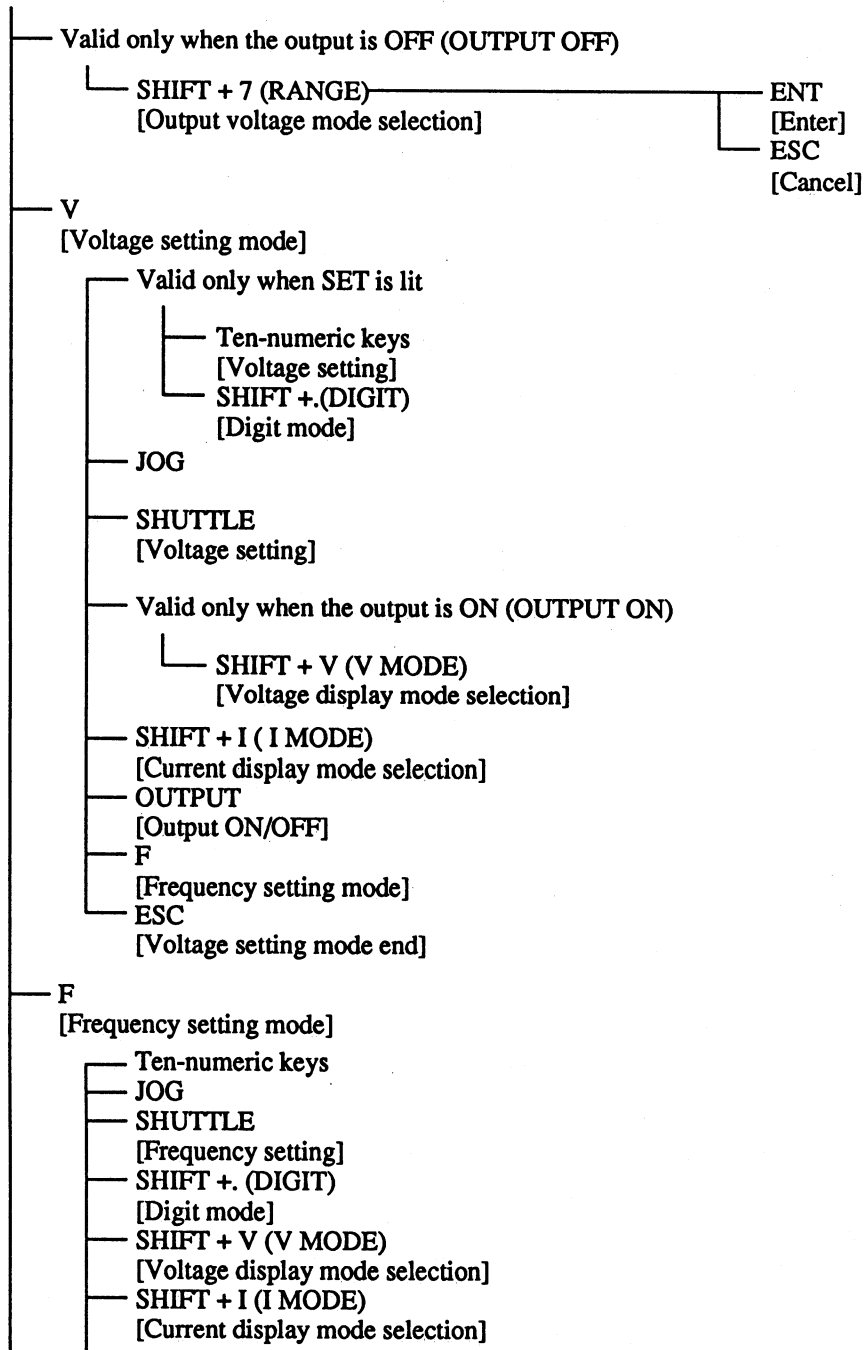 Valid only when the output is OFF (OUTPUT OFF)
SHIFT + 7 (RANGE)
[Output voltage mode selection]
ENT
[Enter]
ESC
[Cancel]
V
[Voltage setting mode]
Valid only when SET is lit
Ten-numeric keys
[Voltage setting]
SHIFT +.(DIGIT)
[Digit mode]
JOG
SHUTTLE
[Voltage setting]
Valid only when the output is ON (OUTPUT ON)
SHIFT + V (V MODE)
[Voltage display mode selection]
SHIFT + I ( I MODE)
[Current display mode selection]
OUTPUT
[Output ON/OFF]
F
[Frequency setting mode]
ESC
[Voltage setting mode end]
F
[Frequency setting mode]
Ten-numeric keys
JOG
SHUTTLE
[Frequency setting]
SHIFT +. (DIGIT)
[Digit mode]
SHIFT + V (V MODE)
[Voltage display mode selection]
SHIFT + I (I MODE)
[Current display mode selection]